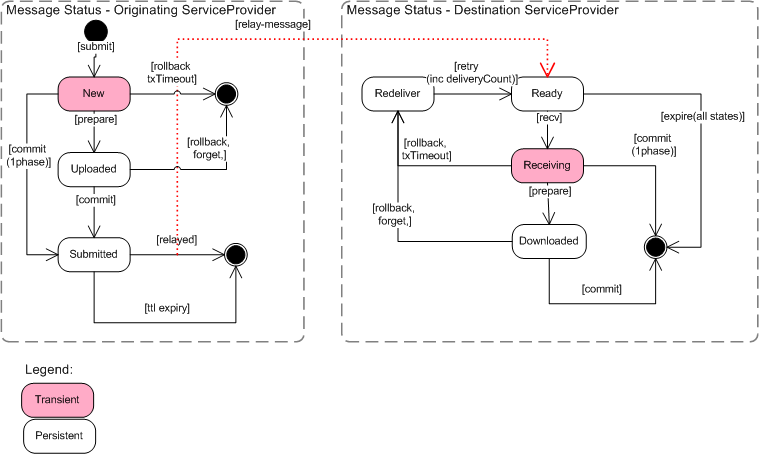 Message Status - Originating ServiceProvider
[relay-message]
Message Status - Destination ServiceProvider
[submit]
[rollback
txTimeout]
New
[prepare]
[commit
(1phase)]
Uploaded
[rollback,
forget,]
[commit]
Submitted
[relayed]
[ttl expiry]
[retry
(inc deliveryCount)]
Redeliver
Ready
[recv]
[expire(all states)]
[rollback,
txTimeout]
[commit
(1phase)]
Receiving
[prepare]
[rollback,
forget,]
Downloaded
[commit]
Legend:
Transient
Persistent